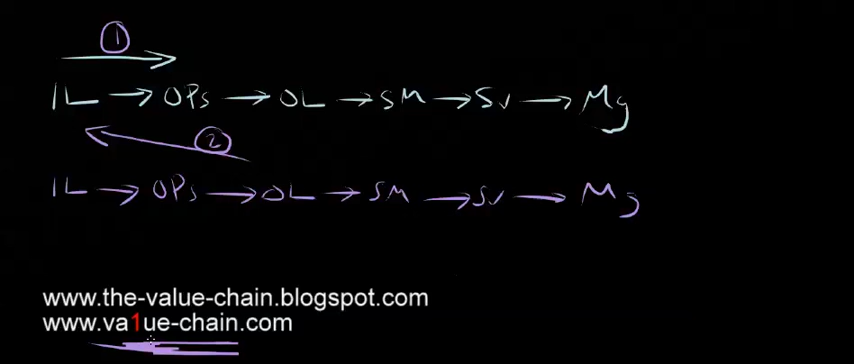 1
IL → OPs → OL → SM → SV → Mg
2
IL → OPs → OL → SM → SV → Mg
www.the-value-chain.blogspot.com
www.va1ue-chain.com